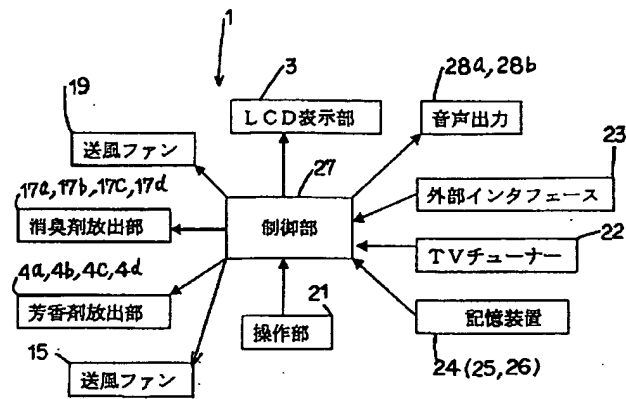 1
3
28a, 28b
19
LCD表示部
音声出力
23
送風ファン
27
17a, 17b, 17c, 17d
外部インタフェース
消臭剤放出部
制御部
22
TVチューナー
4a, 4b, 4c, 4d
芳香剤放出部
21
記憶装置
15
操作部
24 (25, 26)
送風ファン